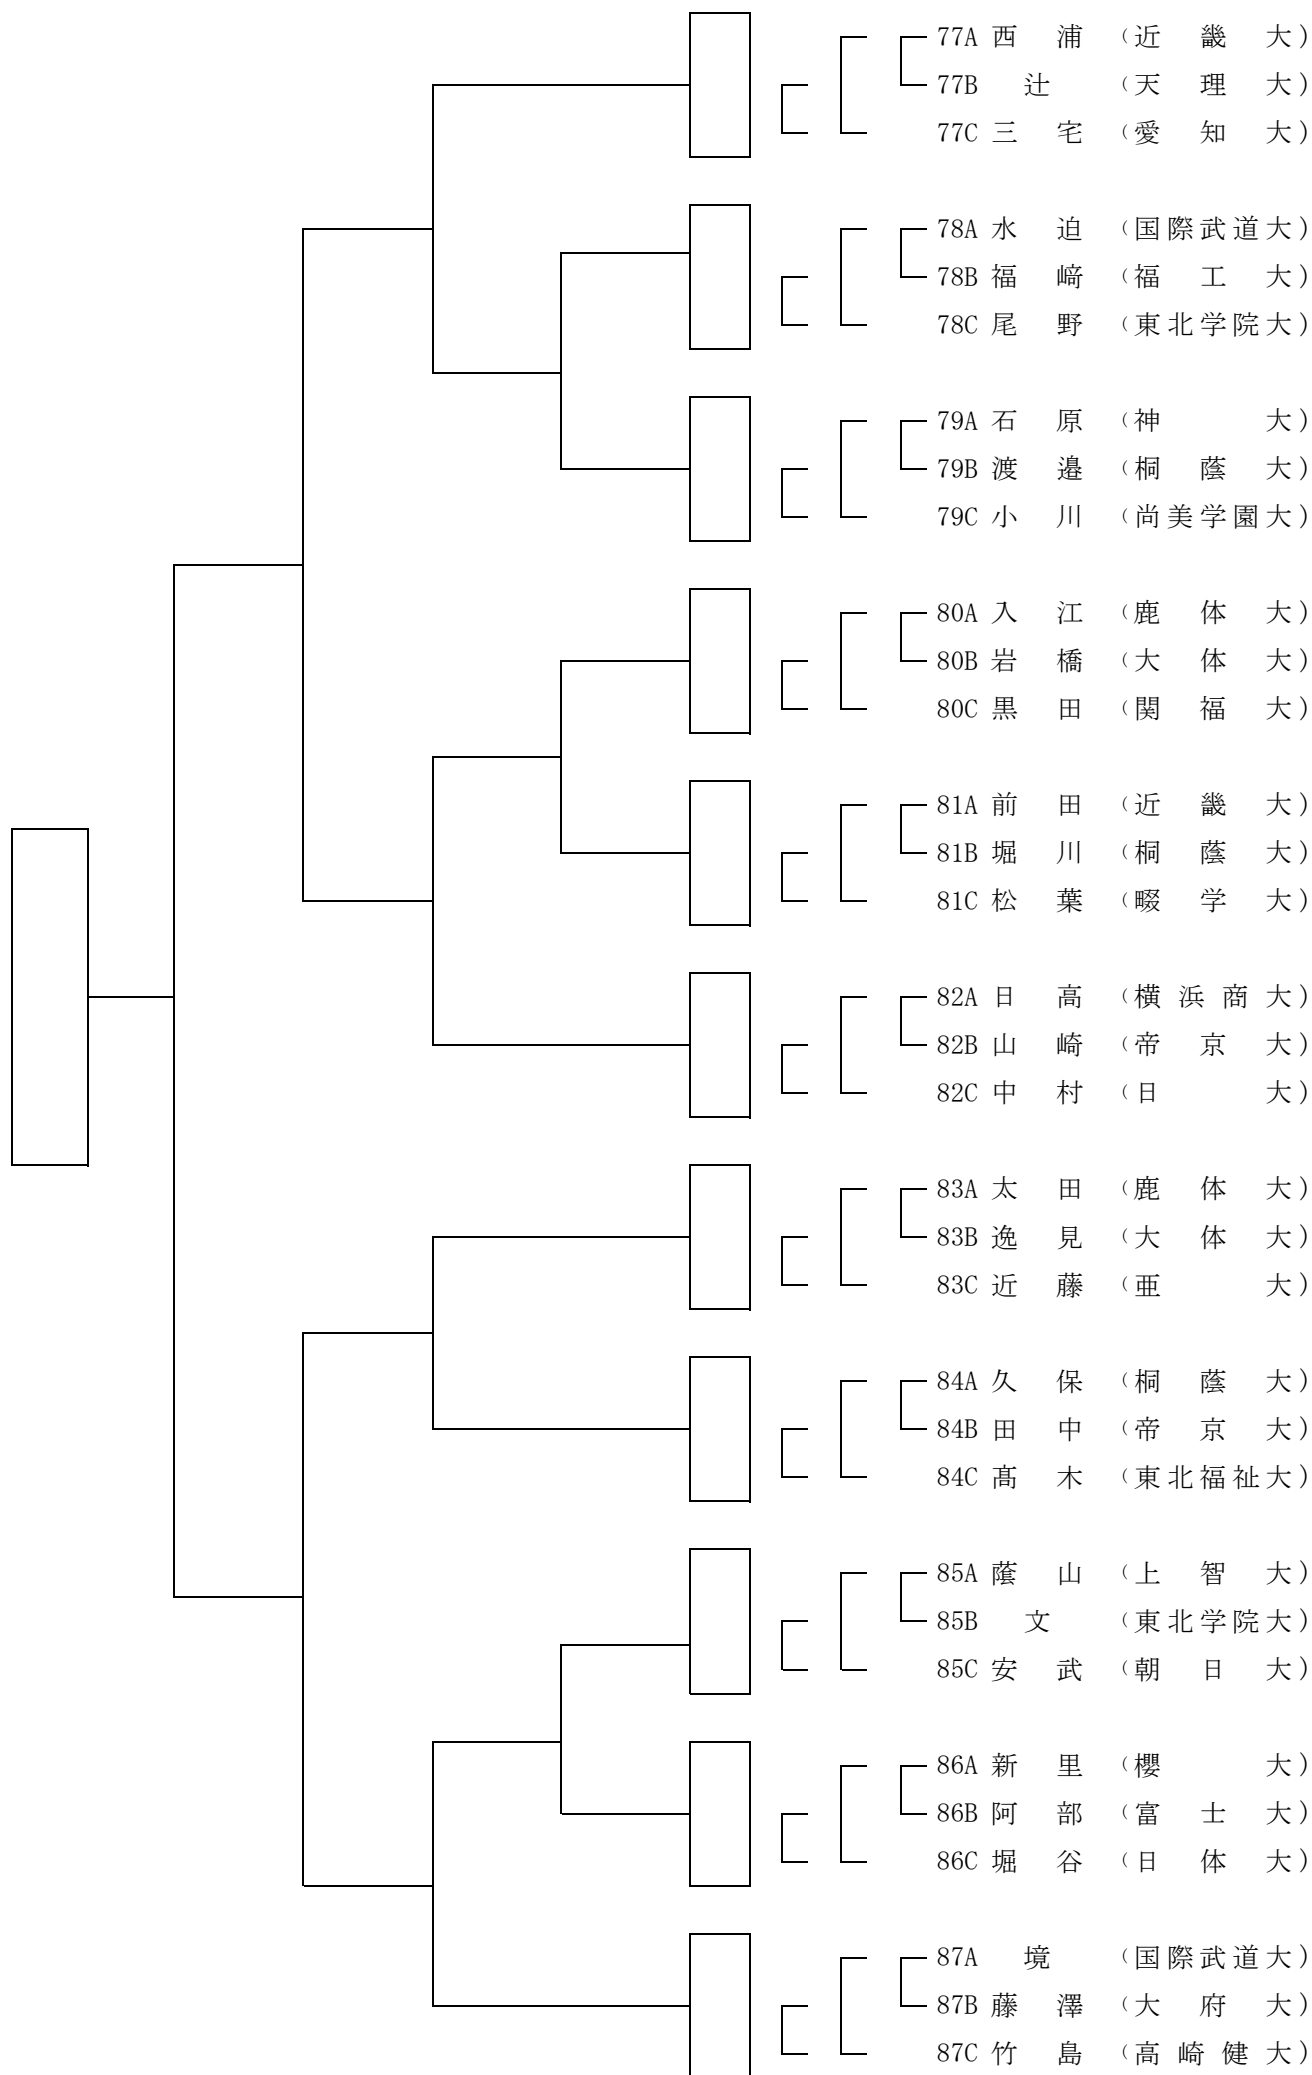 77A 西浦 (近畿大)
77B 辻 (天理大)
77C 三宅 (愛知大)
78A 水迫 (国際武道大)
78B 福﨑 (福工大)
78C 尾野 (東北学院大)
79A 石原 (神大)
79B 渡邉 (桐蔭大)
79C 小川 (尚美学園大)
80A 入江 (鹿体大)
80B 岩橋 (大体大)
80C 黒田 (関福大)
81A 前田 (近畿大)
81B 堀川 (桐蔭大)
81C 松葉 (畷学大)
82A 日高 (横浜商大)
82B 山崎 (帝京大)
82C 中村 (日大)
83A 太田 (鹿体大)
83B 逸見 (大体大)
83C 近藤 (亜大)
84A 久保 (桐蔭大)
84B 田中 (帝京大)
84C 髙木 (東北福祉大)
85A 蔭山 (上智大)
85B 文 (東北学院大)
85C 安武 (朝日大)
86A 新里 (櫻大)
86B 阿部 (富士大)
86C 堀谷 (日体大)
87A 境 (国際武道大)
87B 藤澤 (大府大)
87C 竹島 (高崎健大)